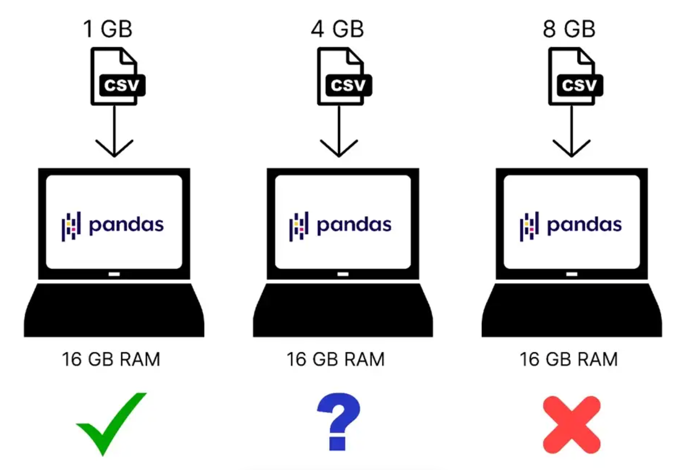 1 GB 4 GB 8 GB
CSV CSV CSV
pandas pandas pandas
16 GB RAM 16 GB RAM 16 GB RAM
?